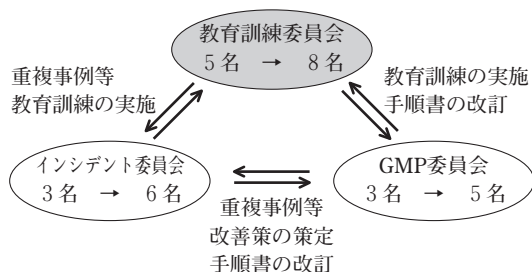 教育訓練委員会
5名 → 8名
重複事例等
教育訓練の実施
教育訓練の実施
手順書の改訂
インシデント委員会
3名 → 6名
GMP委員会
3名 → 5名
重複事例等
改善策の策定
手順書の改訂